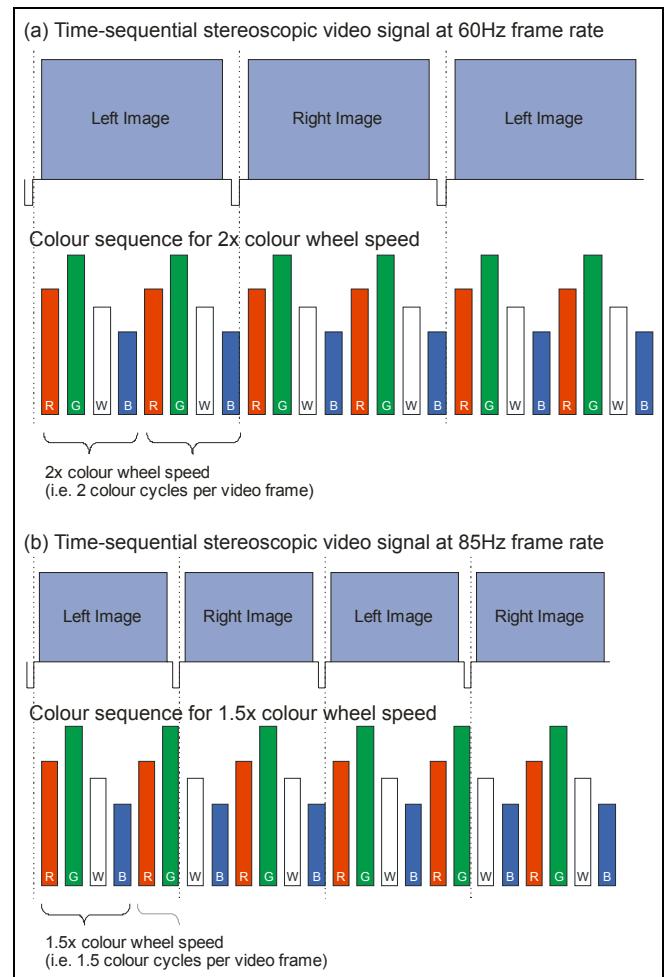 (a) Time-sequential stereoscopic video signal at 60Hz frame rate
Left Image Right Image Left Image
Colour sequence for 2x colour wheel speed
R G W B R G W B R G W B R G W B R G W B R G W B
2x colour wheel speed
(i.e. 2 colour cycles per video frame)
(b) Time-sequential stereoscopic video signal at 85Hz frame rate
Left Image Right Image Left Image Right Image
Colour sequence for 1.5x colour wheel speed
R G W B R G W B R G W B R G W B R G W B R G W B
1.5x colour wheel speed
(i.e. 1.5 colour cycles per video frame)